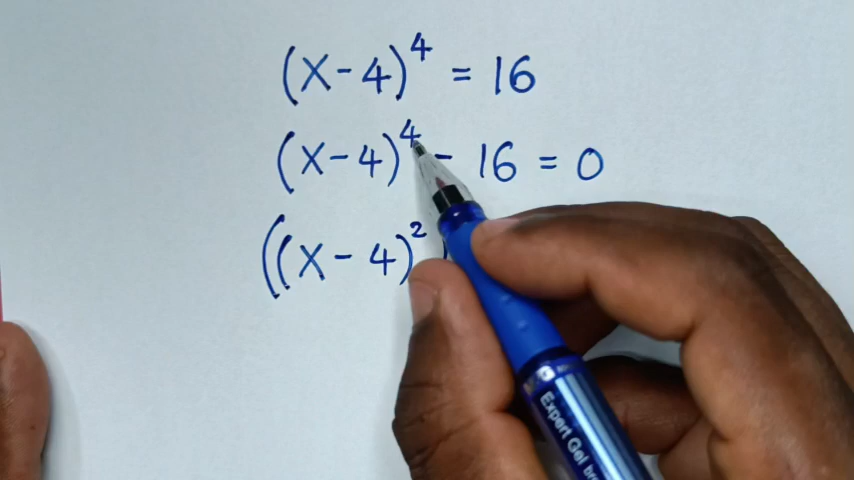 (x-4)⁴ = 16
(x-4)⁴ - 16 = 0
((x-4)²
Expert Gel